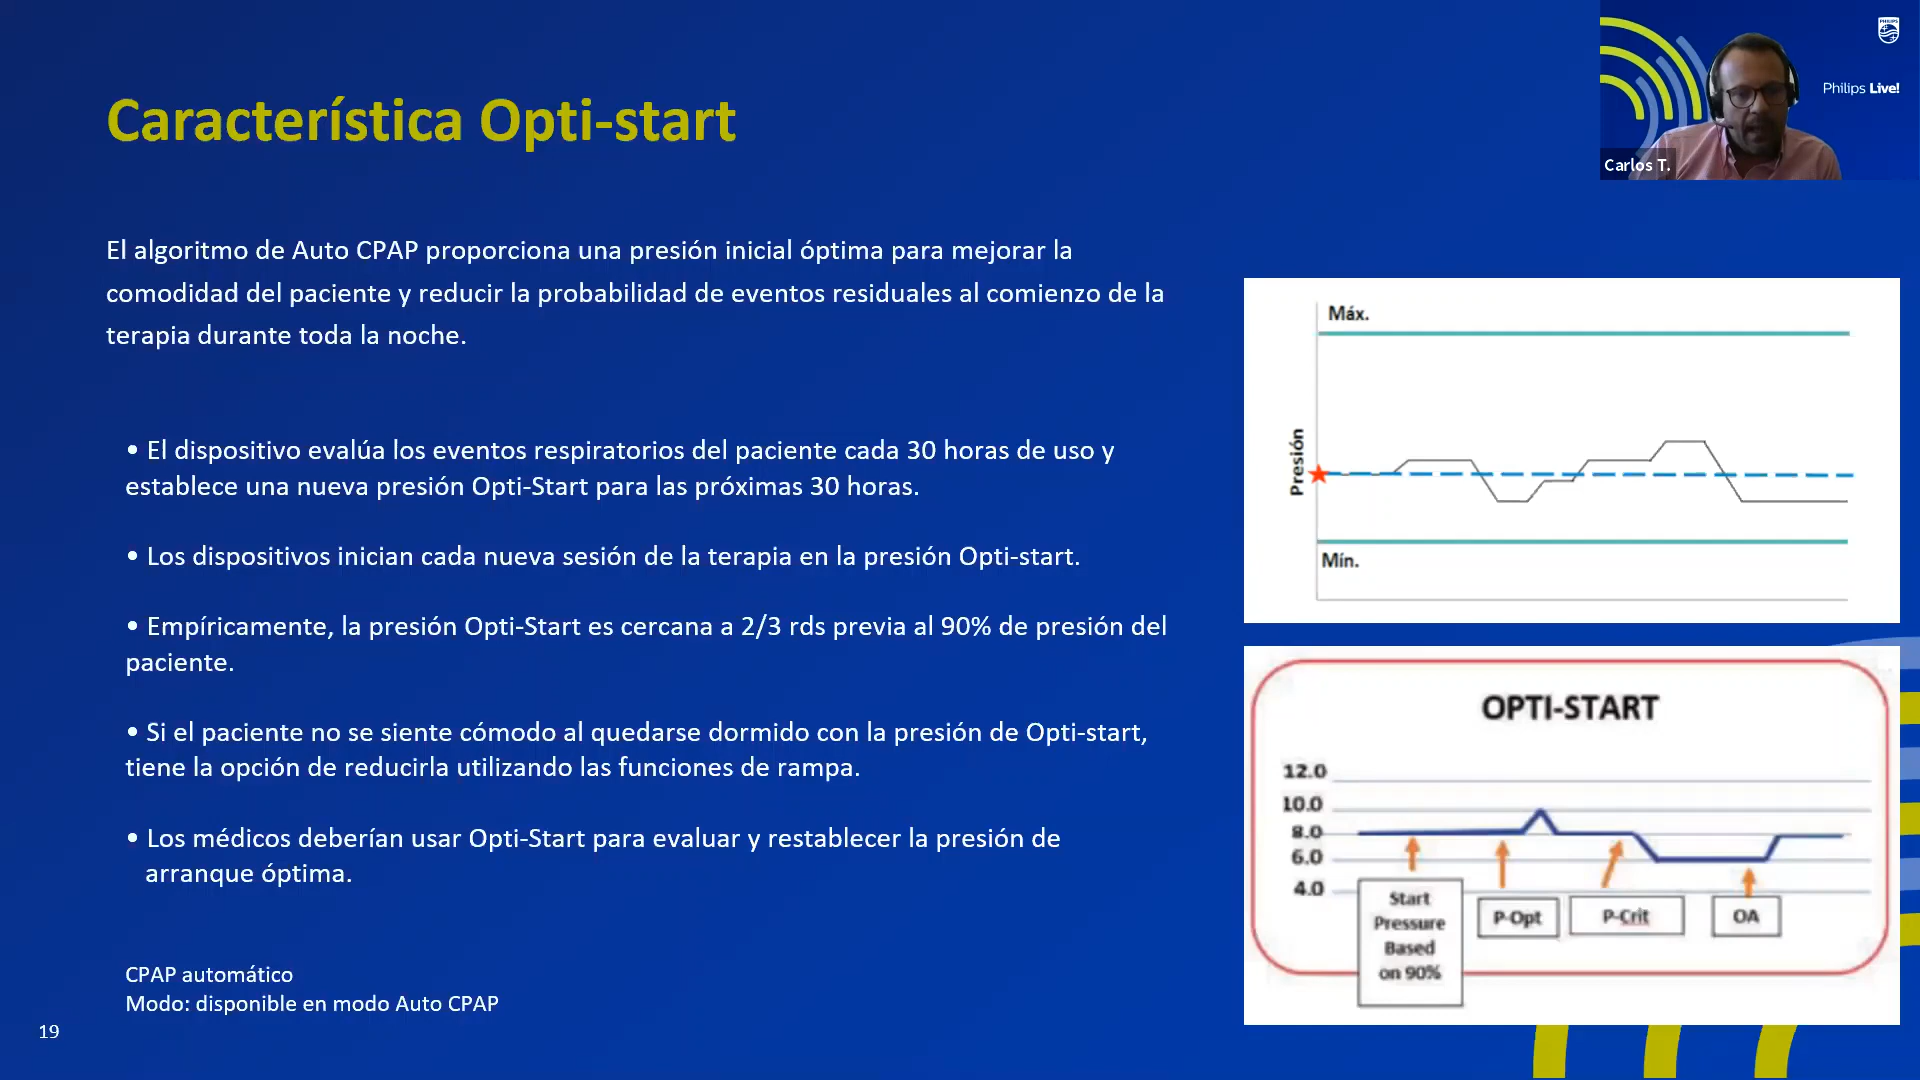 Característica Opti-start
PHILIPS
Philips Live!
Carlos T.
El algoritmo de Auto CPAP proporciona una presión inicial óptima para mejorar la
comodidad del paciente y reducir la probabilidad de eventos residuales al comienzo de la
terapia durante toda la noche.
• El dispositivo evalúa los eventos respiratorios del paciente cada 30 horas de uso y
establece una nueva presión Opti-Start para las próximas 30 horas.
• Los dispositivos inician cada nueva sesión de la terapia en la presión Opti-start.
• Empíricamente, la presión Opti-Start es cercana a 2/3 rds previa al 90% de presión del
paciente.
• Si el paciente no se siente cómodo al quedarse dormido con la presión de Opti-start,
tiene la opción de reducirla utilizando las funciones de rampa.
• Los médicos deberían usar Opti-Start para evaluar y restablecer la presión de
arranque óptima.
CPAP automático
Modo: disponible en modo Auto CPAP
19
Máx.
Presión
Mín.
OPTI-START
12.0
10.0
8.0
6.0
4.0
Start
Pressure
Based
on 90%
P-Opt
P-Crit
OA